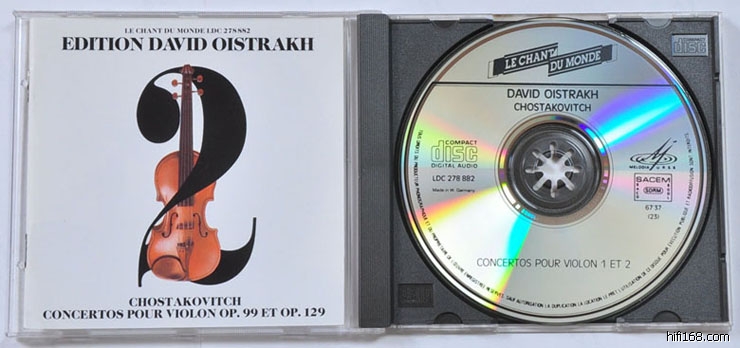 LE CHANT DU MONDE LDC 278882
EDITION DAVID OISTRAKH
2
CHOSTAKOVITCH
CONCERTOS POUR VIOLON OP. 99 ET OP. 129
LE CHANT
DU MONDE
DAVID OISTRAKH
CHOSTAKOVITCH
COMPACT
disc
DIGITAL AUDIO
LDC 278 882
Made in W. Germany
MELODIA
SACEM
SDRM
67 37
(23)
CONCERTOS POUR VIOLON 1 ET 2
disc
hifi168.com